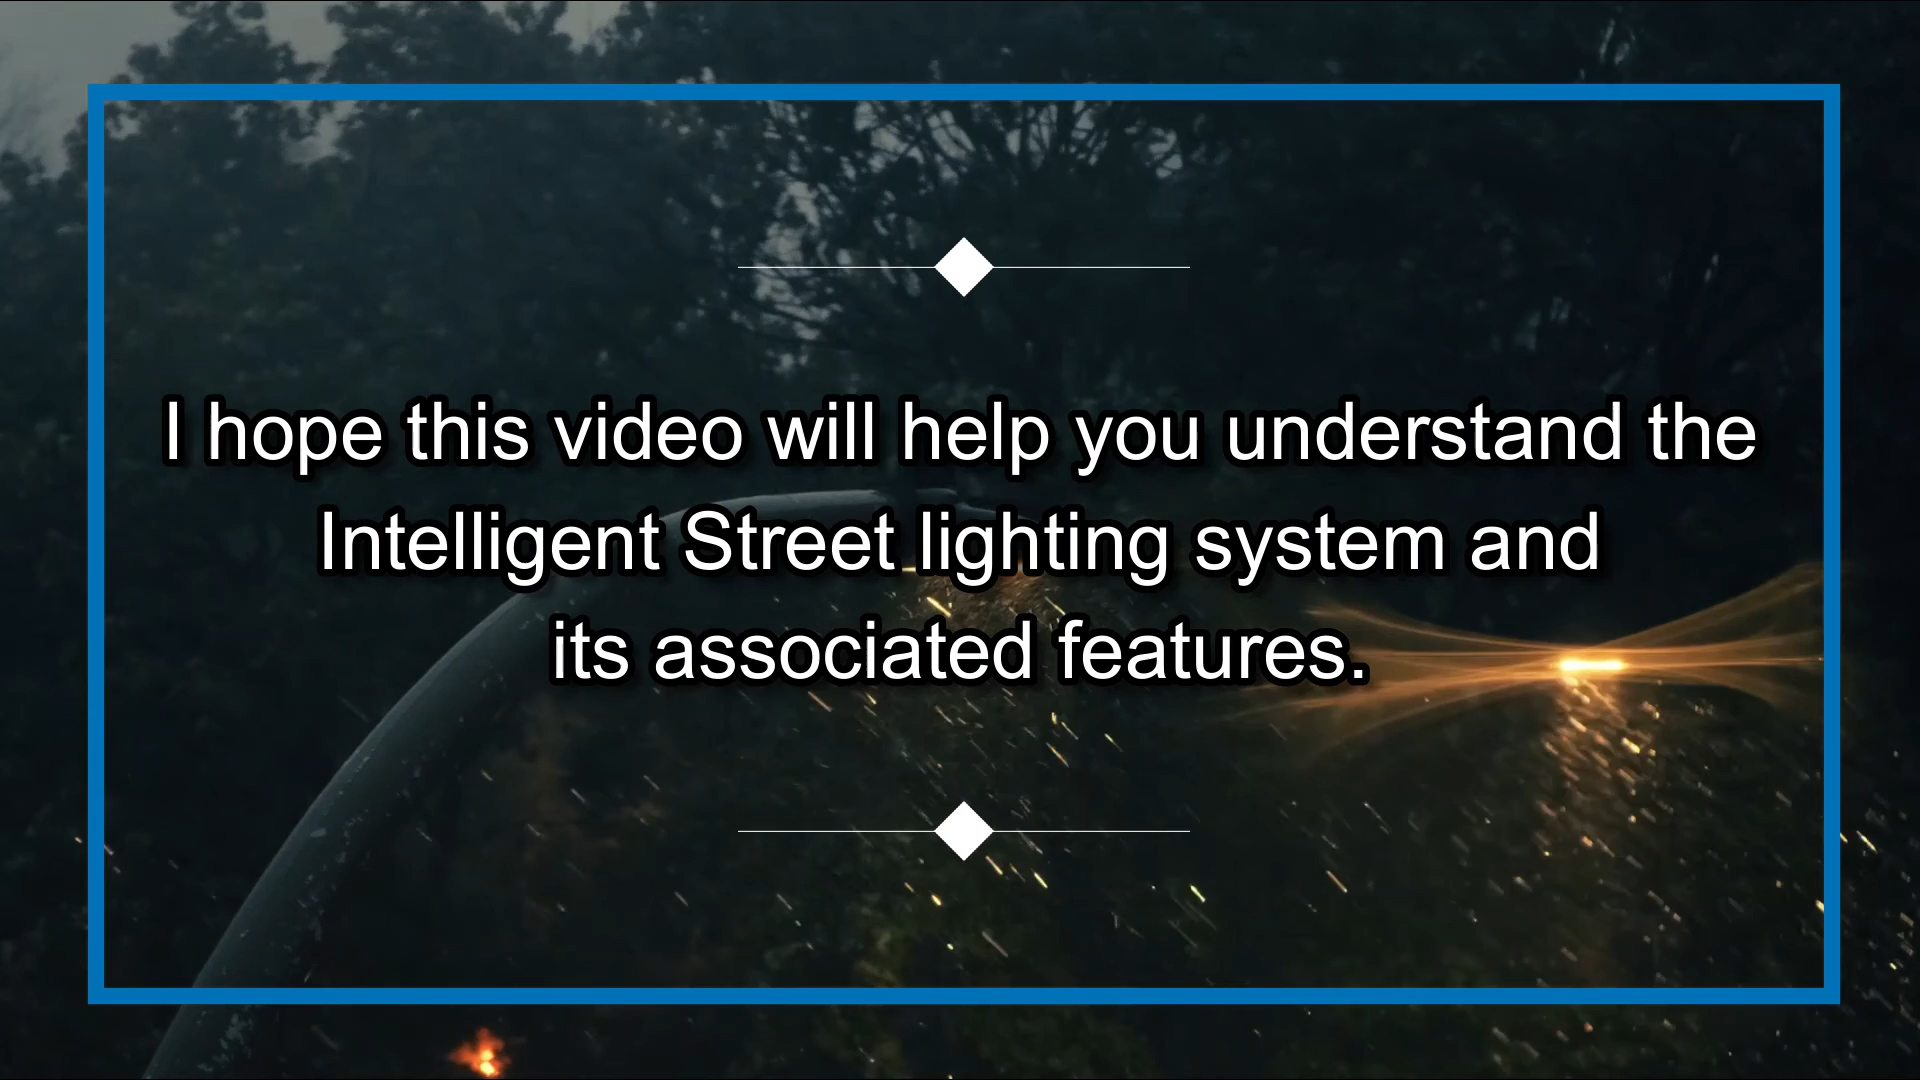 I hope this video will help you understand the
Intelligent Street lighting system and
its associated features.